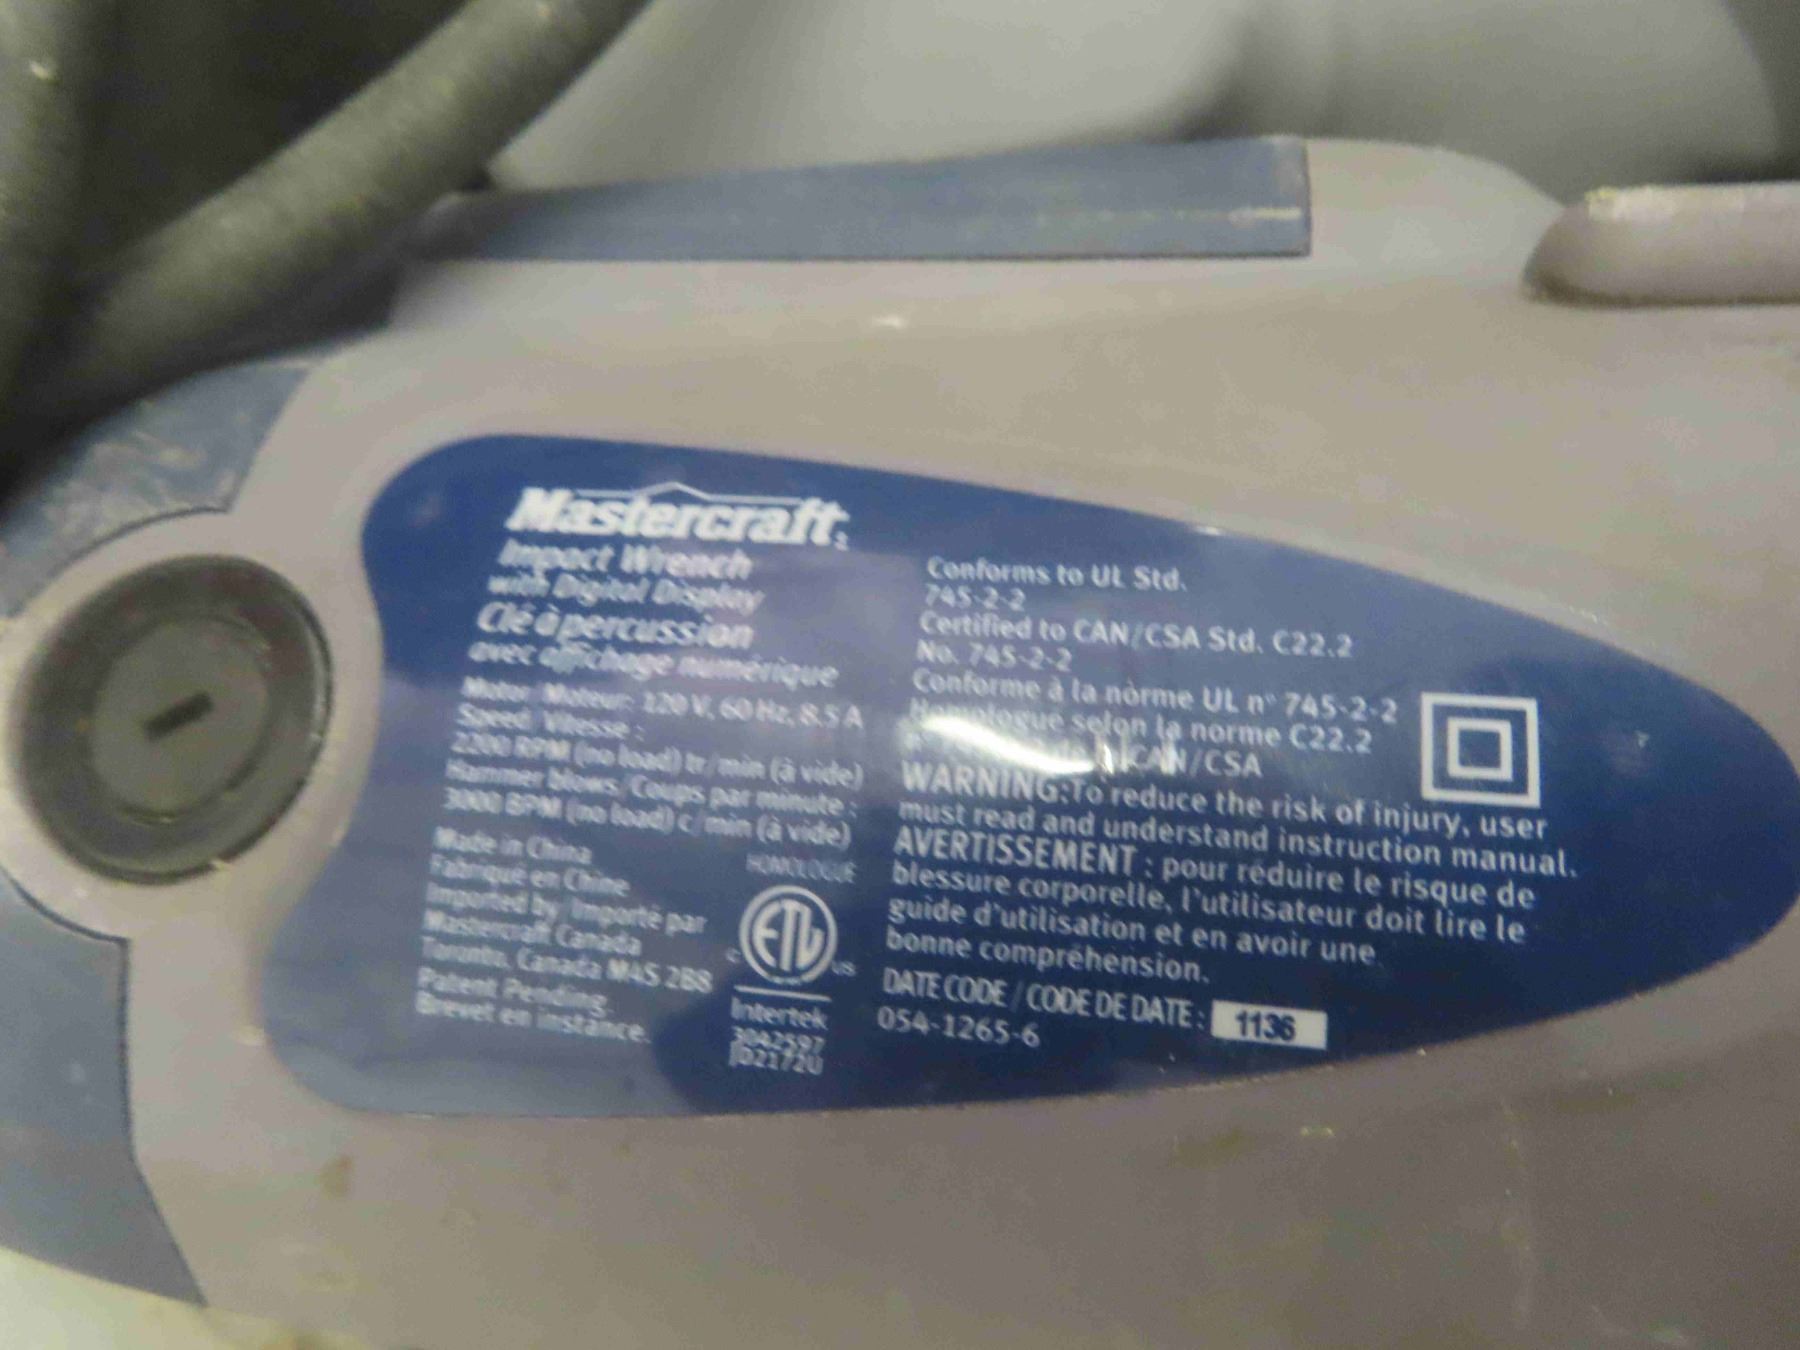 Mastercraft
Impact Wrench
with Digital Display
Clé à percussion
avec affichage numérique
Motor/Moteur: 120 V, 60 Hz, 8.5 A
Speed/Vitesse :
2200 RPM (no load) tr/min (à vide)
Hammer blows/Coups par minute :
3000 BPM (no load) c/min (à vide)
Made in China
Fabriqué en Chine
Imported by/Importé par
Mastercraft Canada
Toronto, Canada M4S 2B8
Patent Pending.
Brevet en instance.
HOMOLOGUÉ
ETL
C US
Intertek
3042597
JD2172U
Conforms to UL Std.
745-2-2
Certified to CAN/CSA Std. C22.2
No. 745-2-2
Conforme à la norme UL n° 745-2-2
Homologué selon la norme C22.2
CAN/CSA
WARNING:To reduce the risk of injury, user
must read and understand instruction manual.
AVERTISSEMENT : pour réduire le risque de
blessure corporelle, l'utilisateur doit lire le
guide d'utilisation et en avoir une
bonne compréhension.
DATE CODE/CODE DE DATE : 1136
054-1265-6